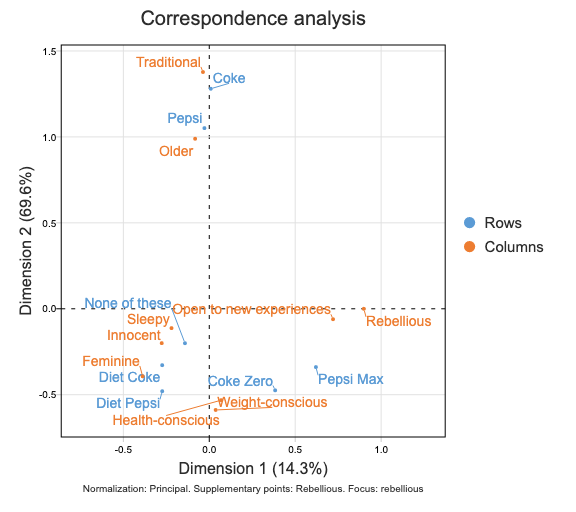 Correspondence analysis
1.5
Traditional
Coke
Pepsi
1.0
Older
Dimension 2 (69.6%)
0.5
Rows
Columns
None of these
0.0
Open to new experiences
Sleepy
Rebellious
Innocent
Feminine
Diet Coke
Coke Zero
Pepsi Max
-0.5
Diet Pepsi
Weight-conscious
Health-conscious
-0.5 0.0 0.5 1.0
Dimension 1 (14.3%)
Normalization: Principal. Supplementary points: Rebellious. Focus: rebellious